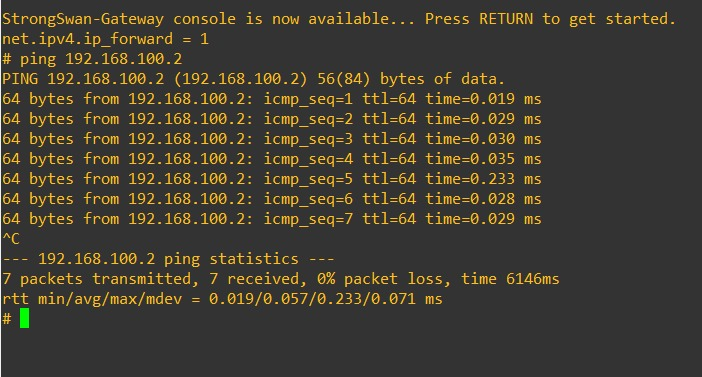 StrongSwan-Gateway console is now available... Press RETURN to get started.
net.ipv4.ip_forward = 1
# ping 192.168.100.2
PING 192.168.100.2 (192.168.100.2) 56(84) bytes of data.
64 bytes from 192.168.100.2: icmp_seq=1 ttl=64 time=0.019 ms
64 bytes from 192.168.100.2: icmp_seq=2 ttl=64 time=0.029 ms
64 bytes from 192.168.100.2: icmp_seq=3 ttl=64 time=0.030 ms
64 bytes from 192.168.100.2: icmp_seq=4 ttl=64 time=0.035 ms
64 bytes from 192.168.100.2: icmp_seq=5 ttl=64 time=0.233 ms
64 bytes from 192.168.100.2: icmp_seq=6 ttl=64 time=0.028 ms
64 bytes from 192.168.100.2: icmp_seq=7 ttl=64 time=0.029 ms
^C
--- 192.168.100.2 ping statistics ---
7 packets transmitted, 7 received, 0% packet loss, time 6146ms
rtt min/avg/max/mdev = 0.019/0.057/0.233/0.071 ms
#